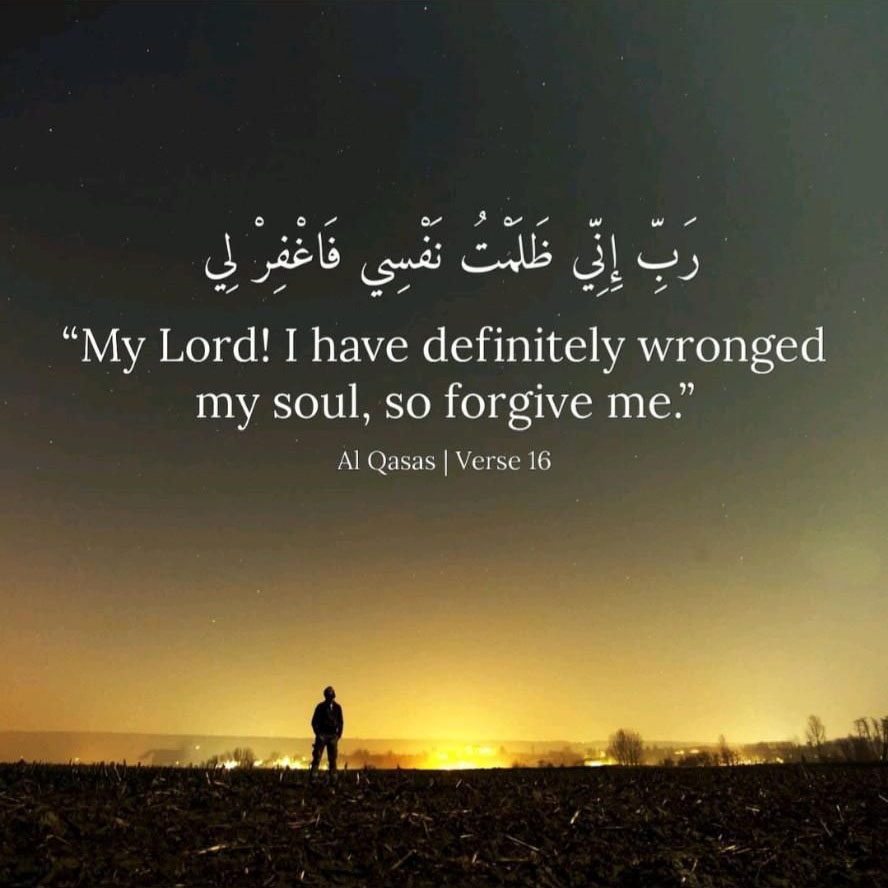 رَبِّ إِنِّي ظَلَمْتُ نَفْسِي فَاغْفِرْ لِي
“My Lord! I have definitely wronged
my soul, so forgive me.”
Al Qasas | Verse 16